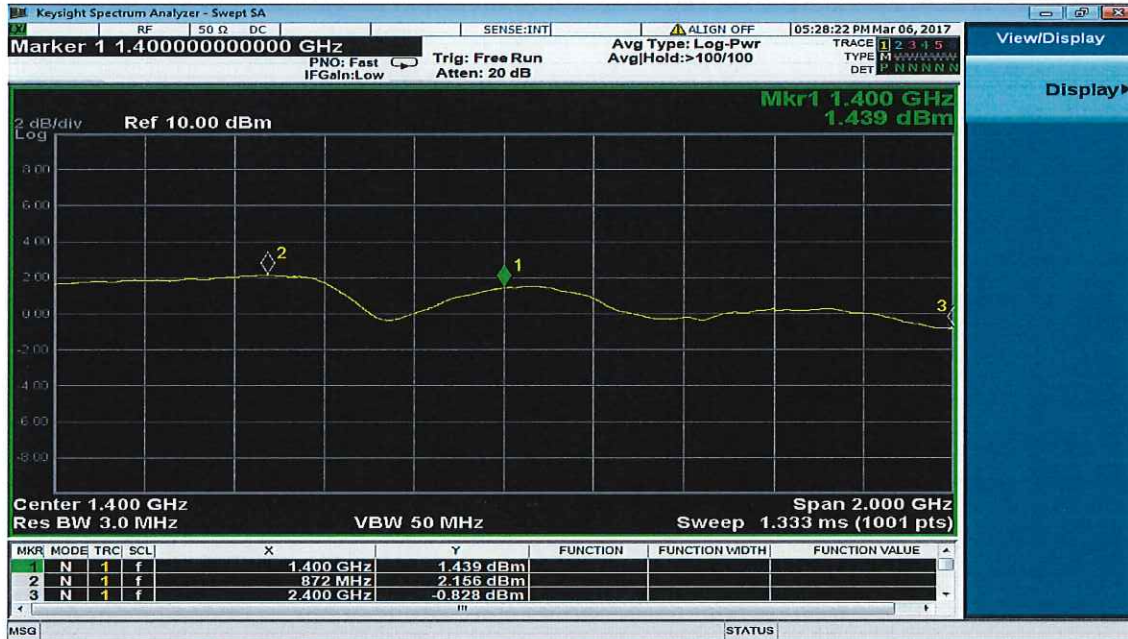 Keysight Spectrum Analyzer - Swept SA
RF 50 Ω DC SENSE:INT ALIGN OFF 05:28:22 PM Mar 06, 2017
Marker 1 1.400000000000 GHz
PNO: Fast
IFGain:Low
Trig: Free Run
Atten: 20 dB
Avg Type: Log-Pwr
Avg|Hold:>100/100
TRACE 1 2 3 4 5
TYPE M
DET P N N N N N
View/Display
Display
Mkr1 1.400 GHz
1.439 dBm
2 dB/div Ref 10.00 dBm
Log
8.00
6.00
4.00
2.00
0.00
-2.00
-4.00
-6.00
-8.00
2
1
3
Center 1.400 GHz Span 2.000 GHz
Res BW 3.0 MHz VBW 50 MHz Sweep 1.333 ms (1001 pts)
MKR MODE TRC SCL X Y FUNCTION FUNCTION WIDTH FUNCTION VALUE
1 N 1 f 1.400 GHz 1.439 dBm
2 N 1 f 872 MHz 2.156 dBm
3 N 1 f 2.400 GHz -0.828 dBm
MSG STATUS